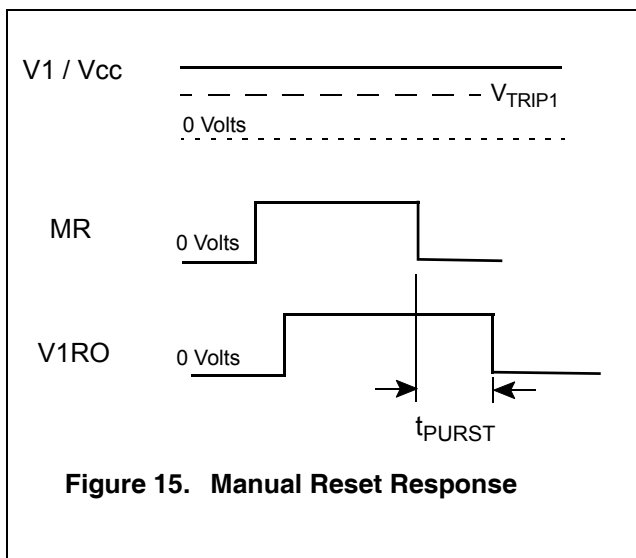 V1 / Vcc
VTRIP1
0 Volts
MR
0 Volts
V1RO
0 Volts
tPURST
Figure 15. Manual Reset Response